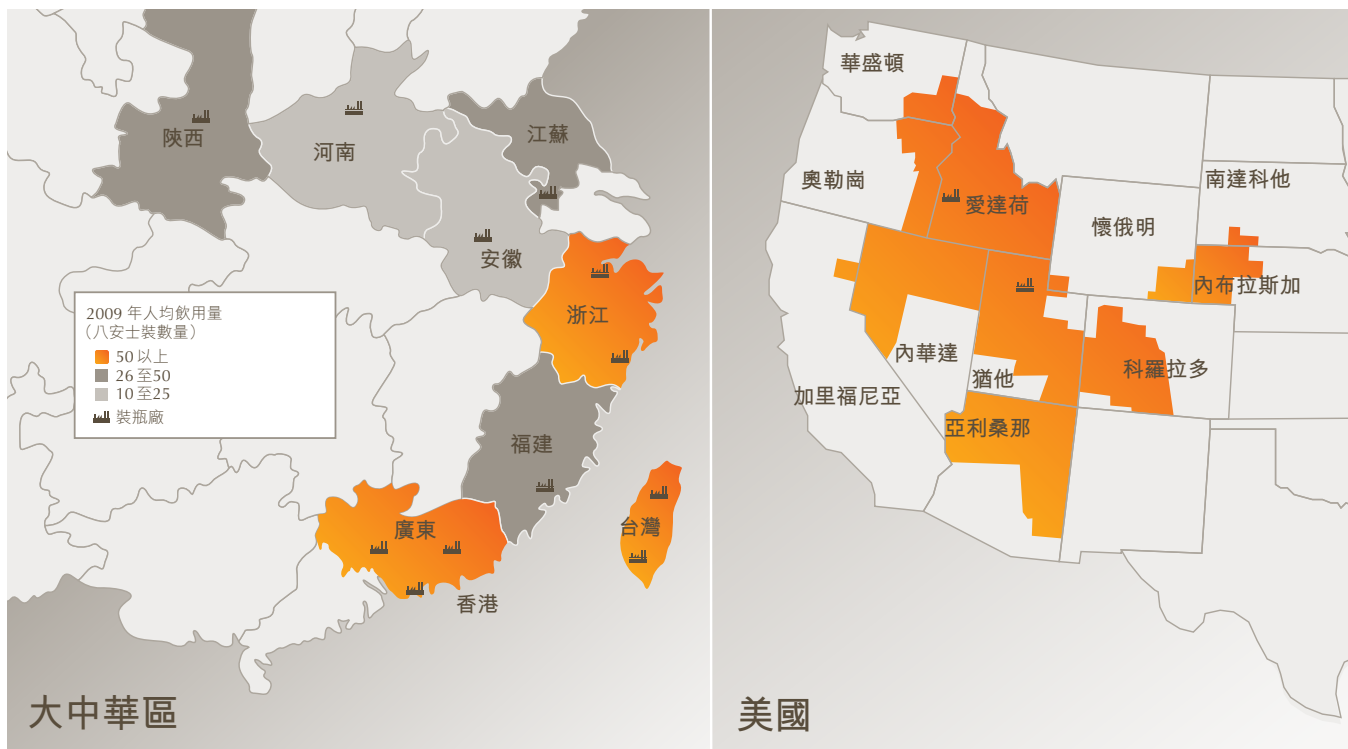 陝西
河南
江蘇
安徽
浙江
2009 年人均飲用量
（八安士裝數量）
50 以上
26 至50
10 至25
裝瓶廠
福建
廣東
台灣
香港
大中華區
華盛頓
奧勒崗
愛達荷
南達科他
懷俄明
內布拉斯加
內華達
猶他
科羅拉多
加里福尼亞
亞利桑那
美國